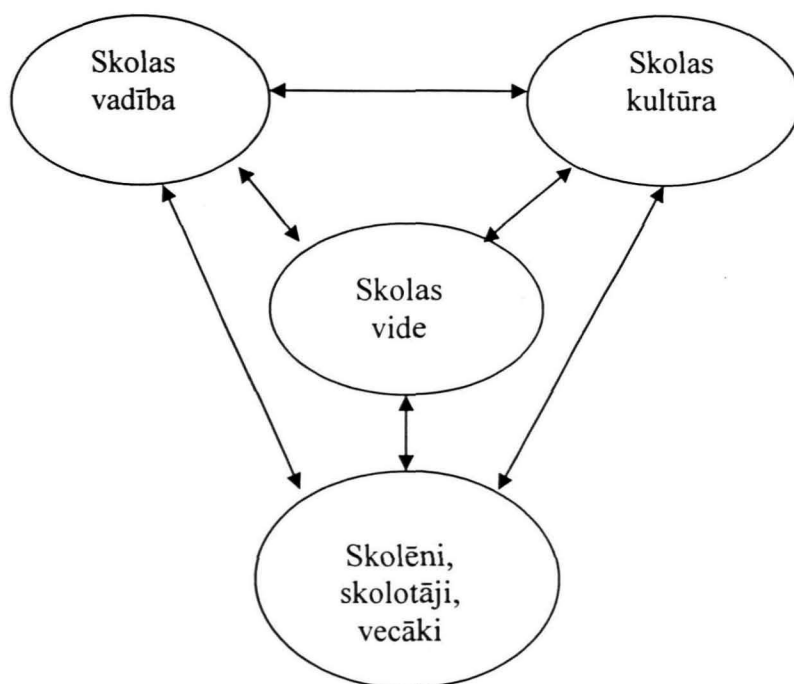 Skolas
vadība
Skolas
kultūra
Skolas
vide
Skolēni,
skolotāji,
vecāki